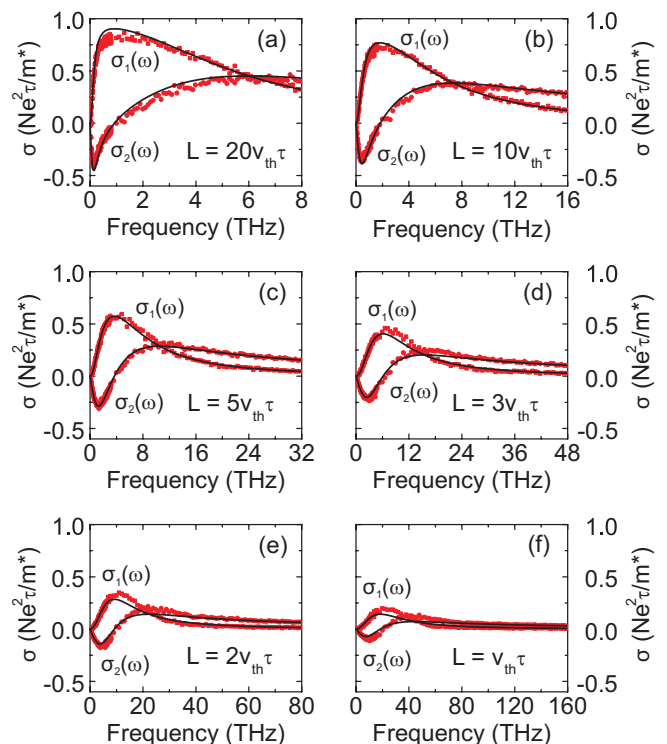 1.0
(a)
σ₁(ω)
0.5
0.0
σ₂(ω)
L = 20v_thτ
-0.5
0 2 4 6 8
Frequency (THz)
σ (Ne²τ/m*)
(b)
1.0
σ₁(ω)
0.5
0.0
σ₂(ω)
L = 10v_thτ
-0.5
0 4 8 12 16
Frequency (THz)
σ (Ne²τ/m*)
1.0
(c)
σ₁(ω)
0.5
0.0
σ₂(ω)
L = 5v_thτ
-0.5
0 8 16 24 32
Frequency (THz)
σ (Ne²τ/m*)
(d)
1.0
σ₁(ω)
0.5
0.0
σ₂(ω)
L = 3v_thτ
-0.5
0 12 24 36 48
Frequency (THz)
σ (Ne²τ/m*)
1.0
(e)
0.5
σ₁(ω)
0.0
σ₂(ω)
L = 2v_thτ
-0.5
0 20 40 60 80
Frequency (THz)
σ (Ne²τ/m*)
(f)
1.0
0.5
σ₁(ω)
0.0
σ₂(ω)
L = v_thτ
-0.5
0 40 80 120 160
Frequency (THz)
σ (Ne²τ/m*)